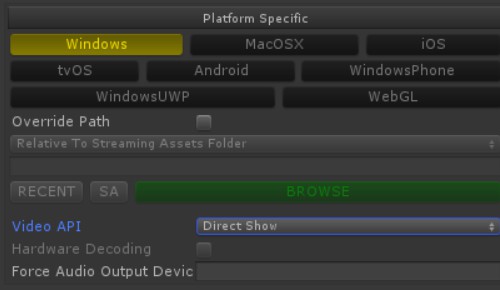 Platform Specific
Windows MacOSX iOS
tvOS Android WindowsPhone
WindowsUWP WebGL
Override Path
Relative To Streaming Assets Folder
RECENT SA BROWSE
Video API Direct Show
Hardware Decoding
Force Audio Output Devic